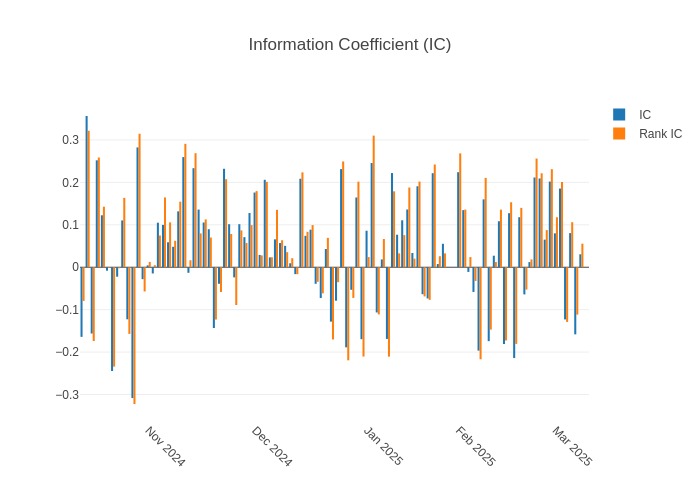 Information Coefficient (IC)
IC
Rank IC
0.3
0.2
0.1
0
−0.1
−0.2
−0.3
Nov 2024
Dec 2024
Jan 2025
Feb 2025
Mar 2025